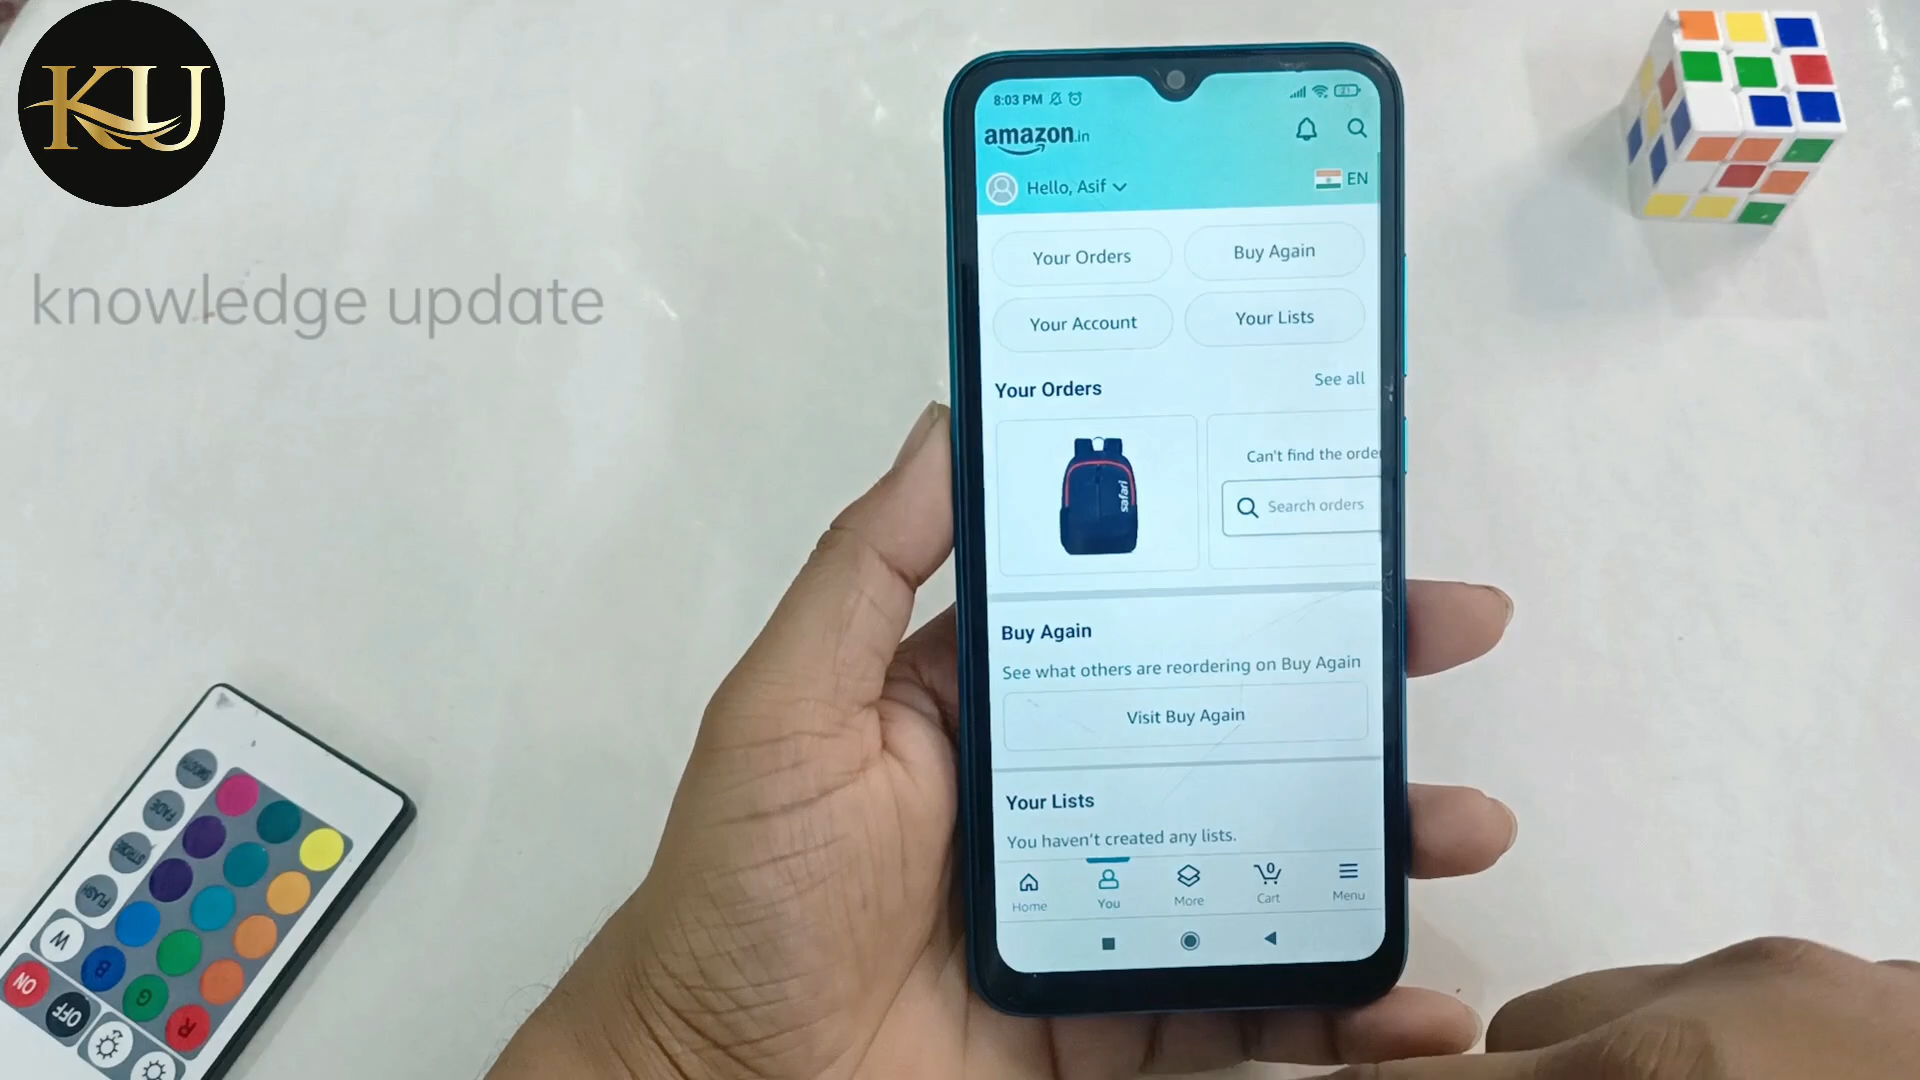 KU
knowledge update
8:03 PM
21
amazon.in
Hello, Asif
EN
Your Orders
Buy Again
Your Account
Your Lists
Your Orders
See all
safari
Can't find the orde
Search orders
Buy Again
See what others are reordering on Buy Again
Visit Buy Again
Your Lists
You haven't created any lists.
0
Home
You
More
Cart
Menu
SMOOTH
FADE
STROBE
FLASH
W
B
G
R
ON
OFF